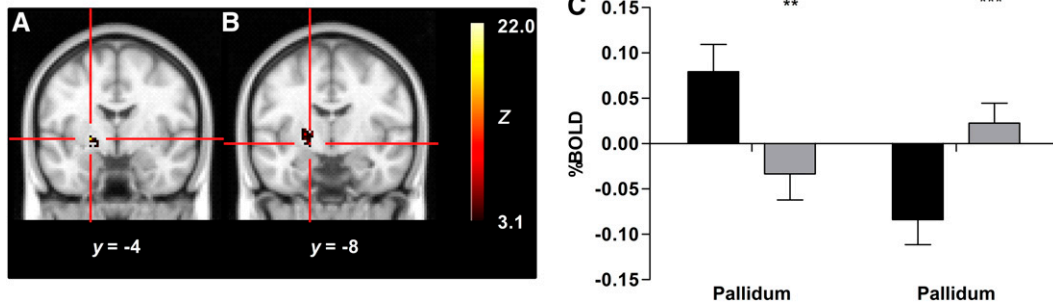 A
B
22.0
Z
3.1
y = -4
y = -8
C
0.15
0.10
0.05
0.00
-0.05
-0.10
-0.15
%BOLD
**
***
Pallidum
Pallidum